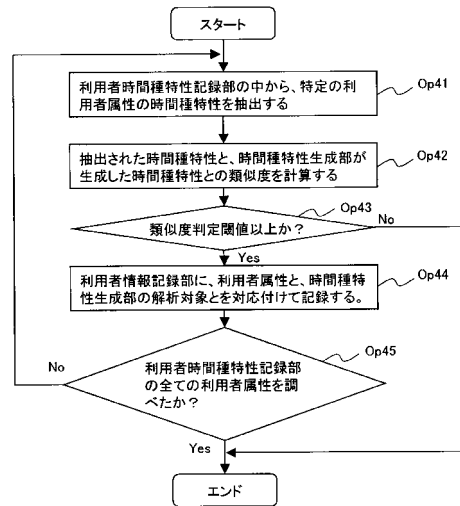 スタート
利用者時間種特性記録部の中から、特定の利
用者属性の時間種特性を抽出する
Op41
抽出された時間種特性と、時間種特性生成部が
生成した時間種特性との類似度を計算する
Op42
Op43
類似度判定閾値以上か？
No
Yes
利用者情報記録部に、利用者属性と、時間種特
性生成部の解析対象とを対応付けて記録する。
Op44
Op45
No
利用者時間種特性記録部
の全ての利用者属性を調
べたか？
Yes
エンド